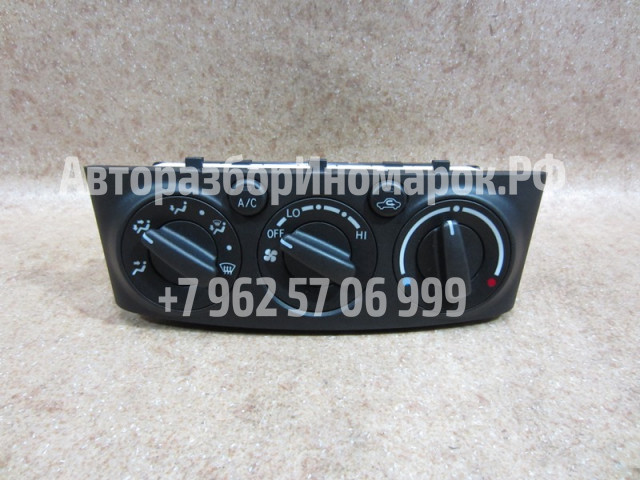 АвторазборИномарок.РФ
A/C
LO
OFF HI
+7 962 57 06 999